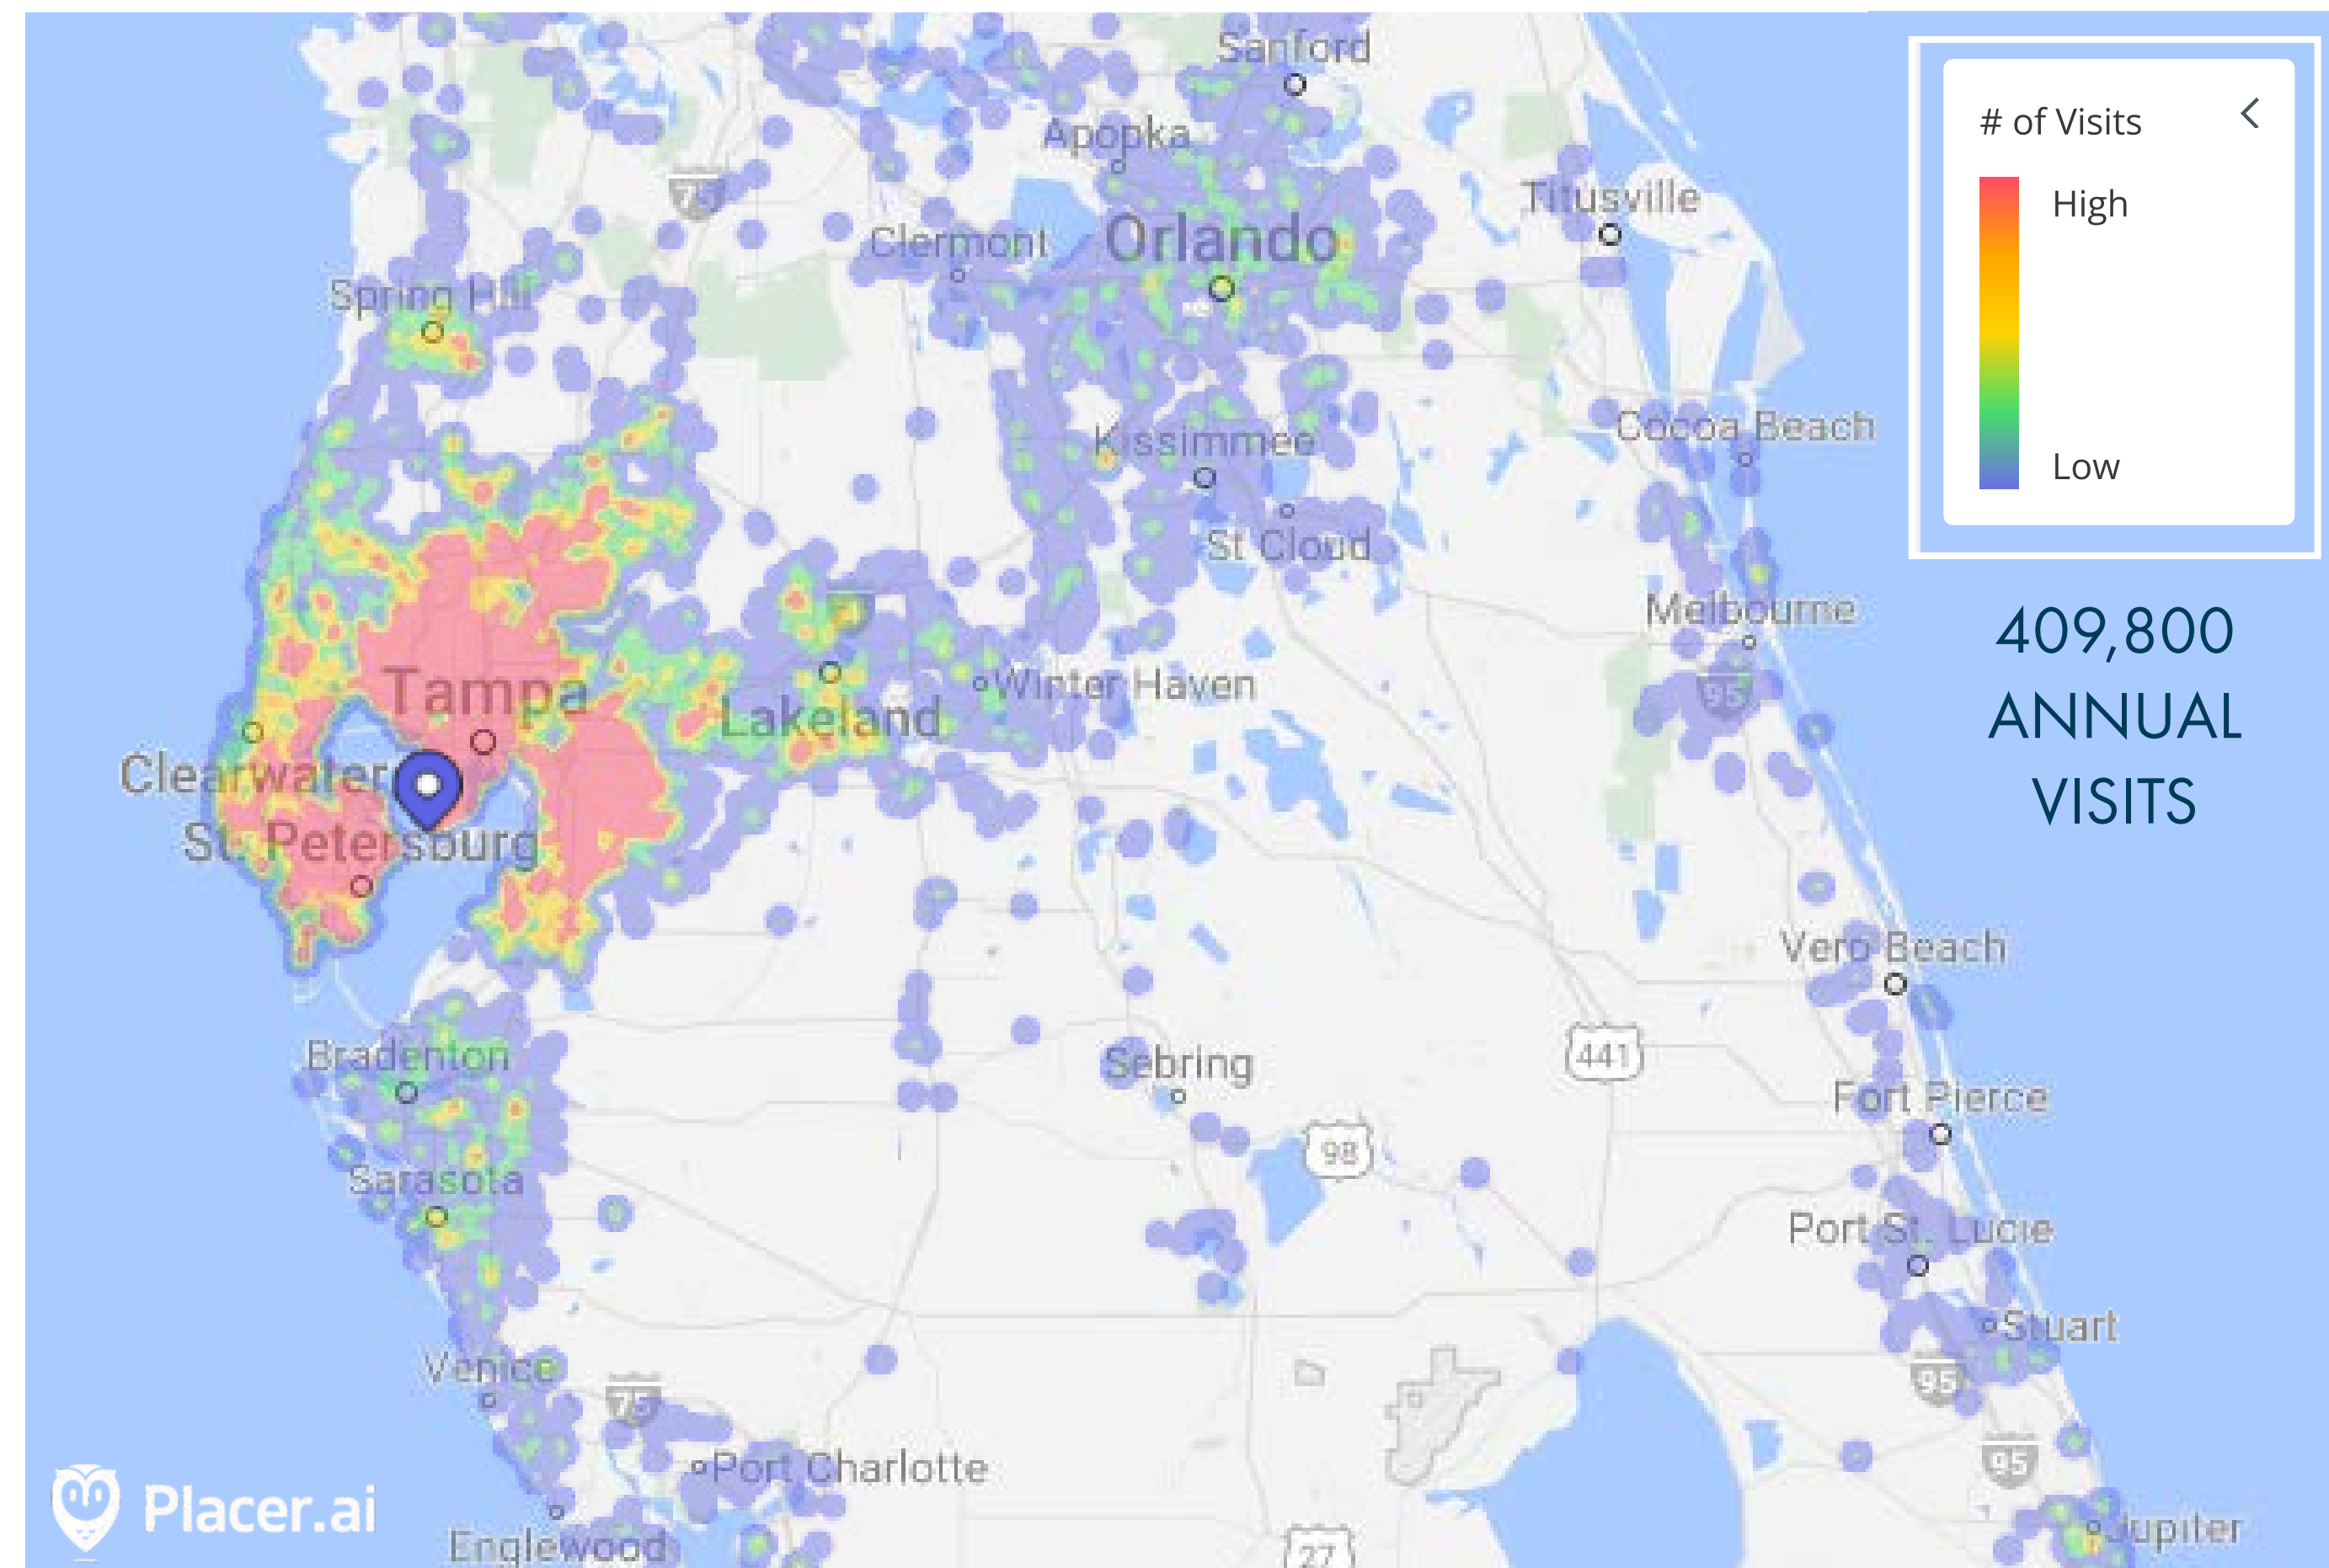 Sanford
Apopka
75
Titusville
Clermont
Orlando
Spring Hill
Cocoa Beach
Kissimmee
St Cloud
Melbourne
Winter Haven
Tampa
95
Lakeland
Clearwater
St. Petersburg
Vero Beach
Bradenton
Sebring
441
Fort Pierce
98
Sarasota
Port St. Lucie
Stuart
Venice
75
95
Port Charlotte
95
Englewood
27
Jupiter
# of Visits
High
Low
409,800
ANNUAL
VISITS
Placer.ai